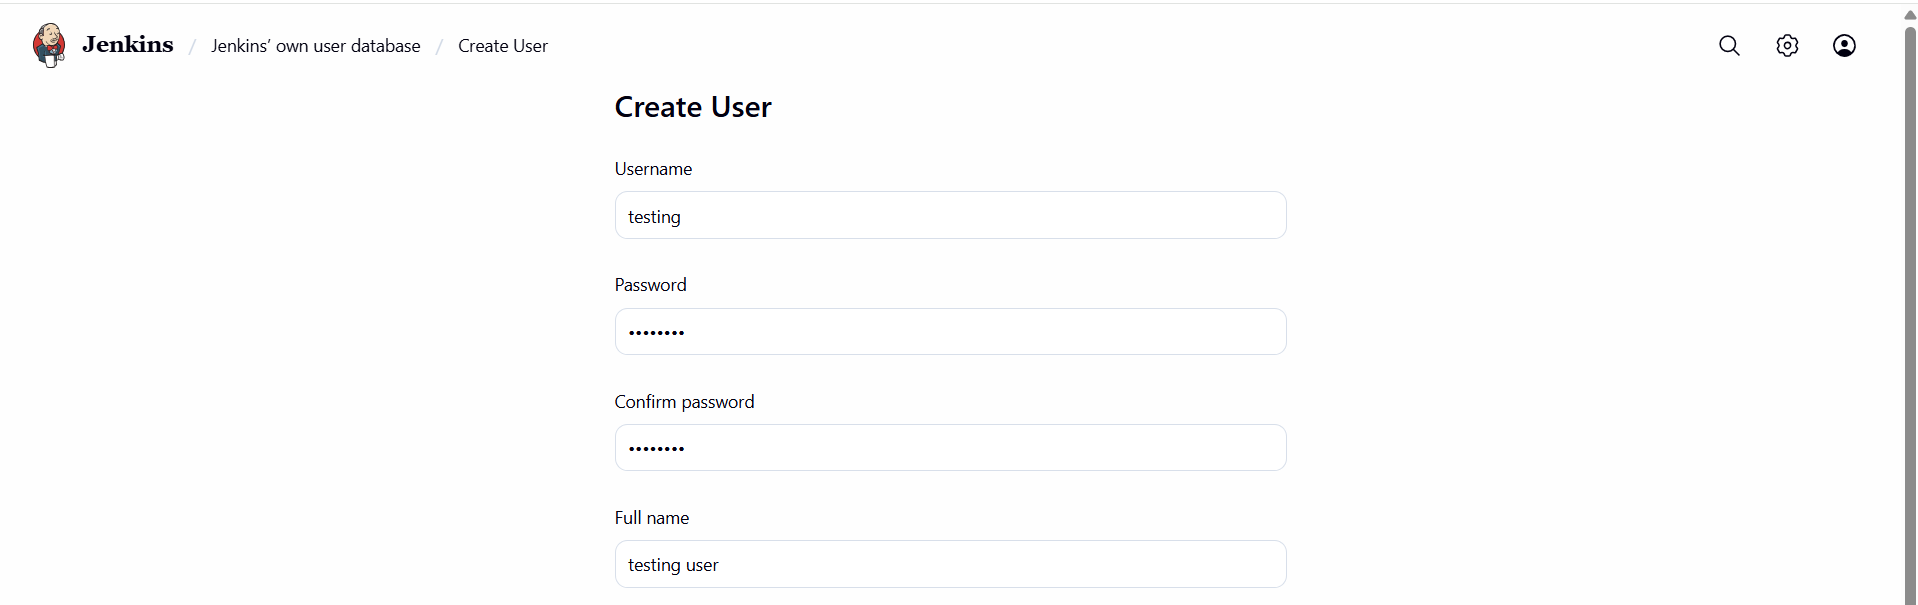 Jenkins / Jenkins’ own user database / Create User
Create User
Username
testing
Password
••••••••
Confirm password
••••••••
Full name
testing user